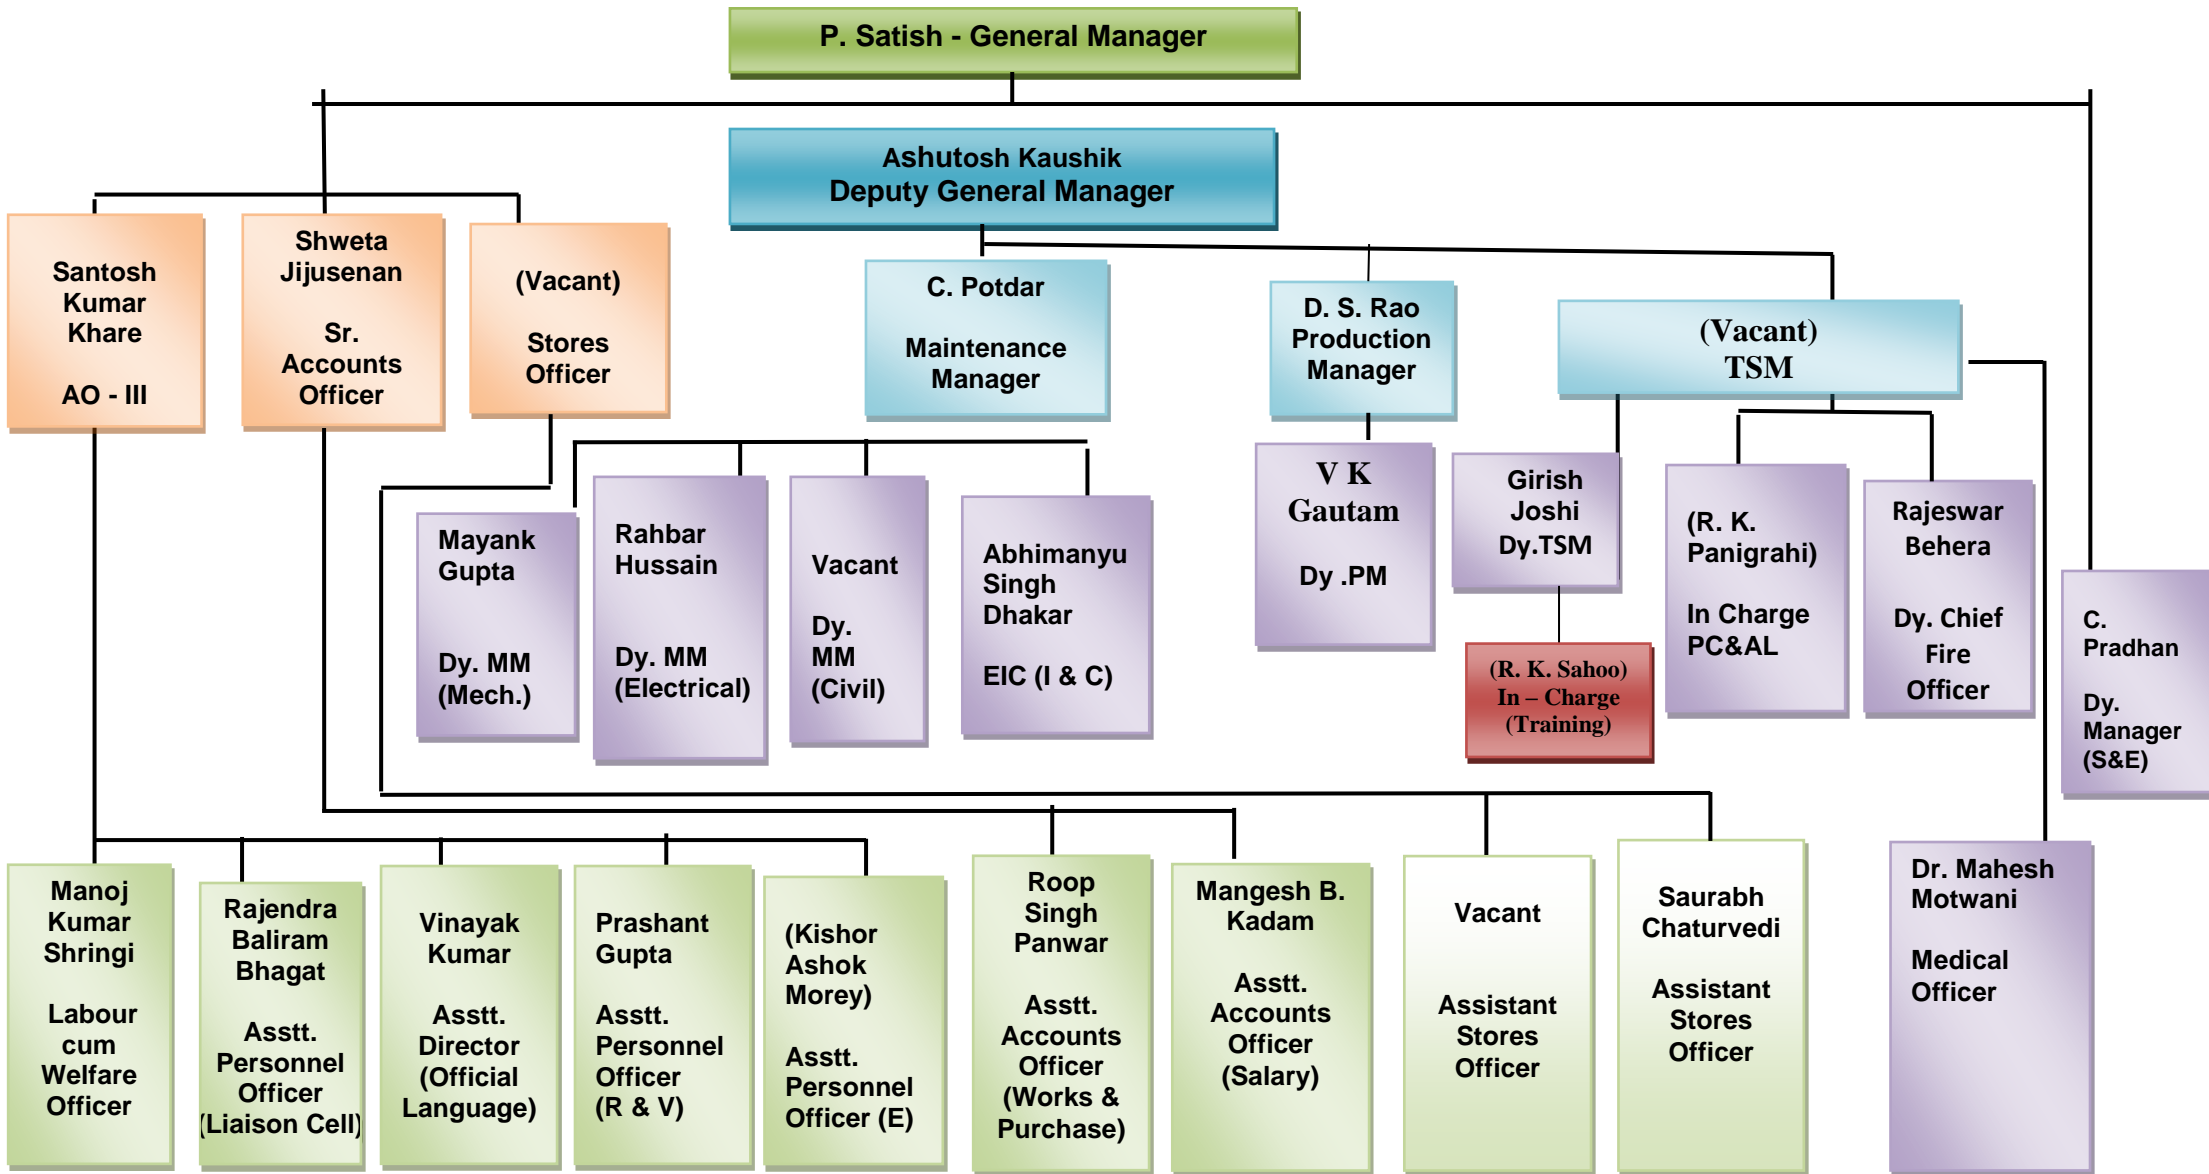 P. Satish - General Manager
Ashutosh Kaushik
Deputy General Manager
Santosh
Kumar
Khare
AO - III
Shweta
Jijusenan
Sr.
Accounts
Officer
(Vacant)
Stores
Officer
C. Potdar
Maintenance
Manager
D. S. Rao
Production
Manager
(Vacant)
TSM
Mayank
Gupta
Dy. MM
(Mech.)
Rahbar
Hussain
Dy. MM
(Electrical)
Vacant
Dy.
MM
(Civil)
Abhimanyu
Singh
Dhakar
EIC (I & C)
V K
Gautam
Dy .PM
Girish
Joshi
Dy.TSM
(R. K. Sahoo)
In – Charge
(Training)
(R. K.
Panigrahi)
In Charge
PC&AL
Rajeswar
Behera
Dy. Chief
Fire
Officer
C.
Pradhan
Dy.
Manager
(S&E)
Manoj
Kumar
Shringi
Labour
cum
Welfare
Officer
Rajendra
Baliram
Bhagat
Asstt.
Personnel
Officer
(Liaison Cell)
Vinayak
Kumar
Asstt.
Director
(Official
Language)
Prashant
Gupta
Asstt.
Personnel
Officer
(R & V)
(Kishor
Ashok
Morey)
Asstt.
Personnel
Officer (E)
Roop
Singh
Panwar
Asstt.
Accounts
Officer
(Works &
Purchase)
Mangesh B.
Kadam
Asstt.
Accounts
Officer
(Salary)
Vacant
Assistant
Stores
Officer
Saurabh
Chaturvedi
Assistant
Stores
Officer
Dr. Mahesh
Motwani
Medical
Officer